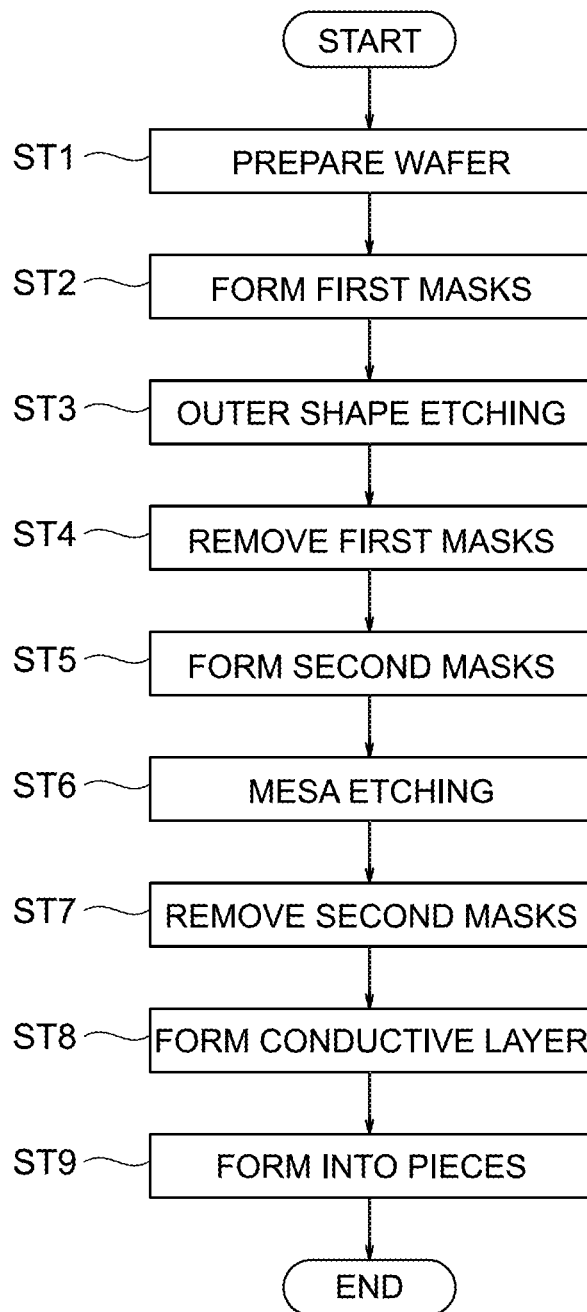 START
ST1 PREPARE WAFER
ST2 FORM FIRST MASKS
ST3 OUTER SHAPE ETCHING
ST4 REMOVE FIRST MASKS
ST5 FORM SECOND MASKS
ST6 MESA ETCHING
ST7 REMOVE SECOND MASKS
ST8 FORM CONDUCTIVE LAYER
ST9 FORM INTO PIECES
END